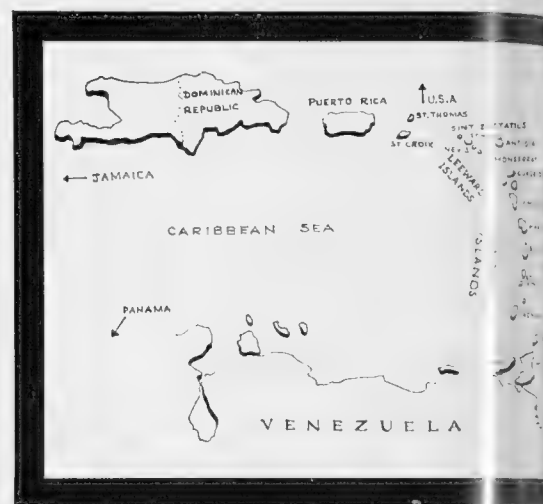 DOMINICAN
REPUBLIC
PUERTO RICA
U.S.A
ST. THOMAS
ST CROIX
LEEWARD
ISLANDS
← JAMAICA
CARIBBEAN SEA
ISLANDS
PANAMA
VENEZUELA